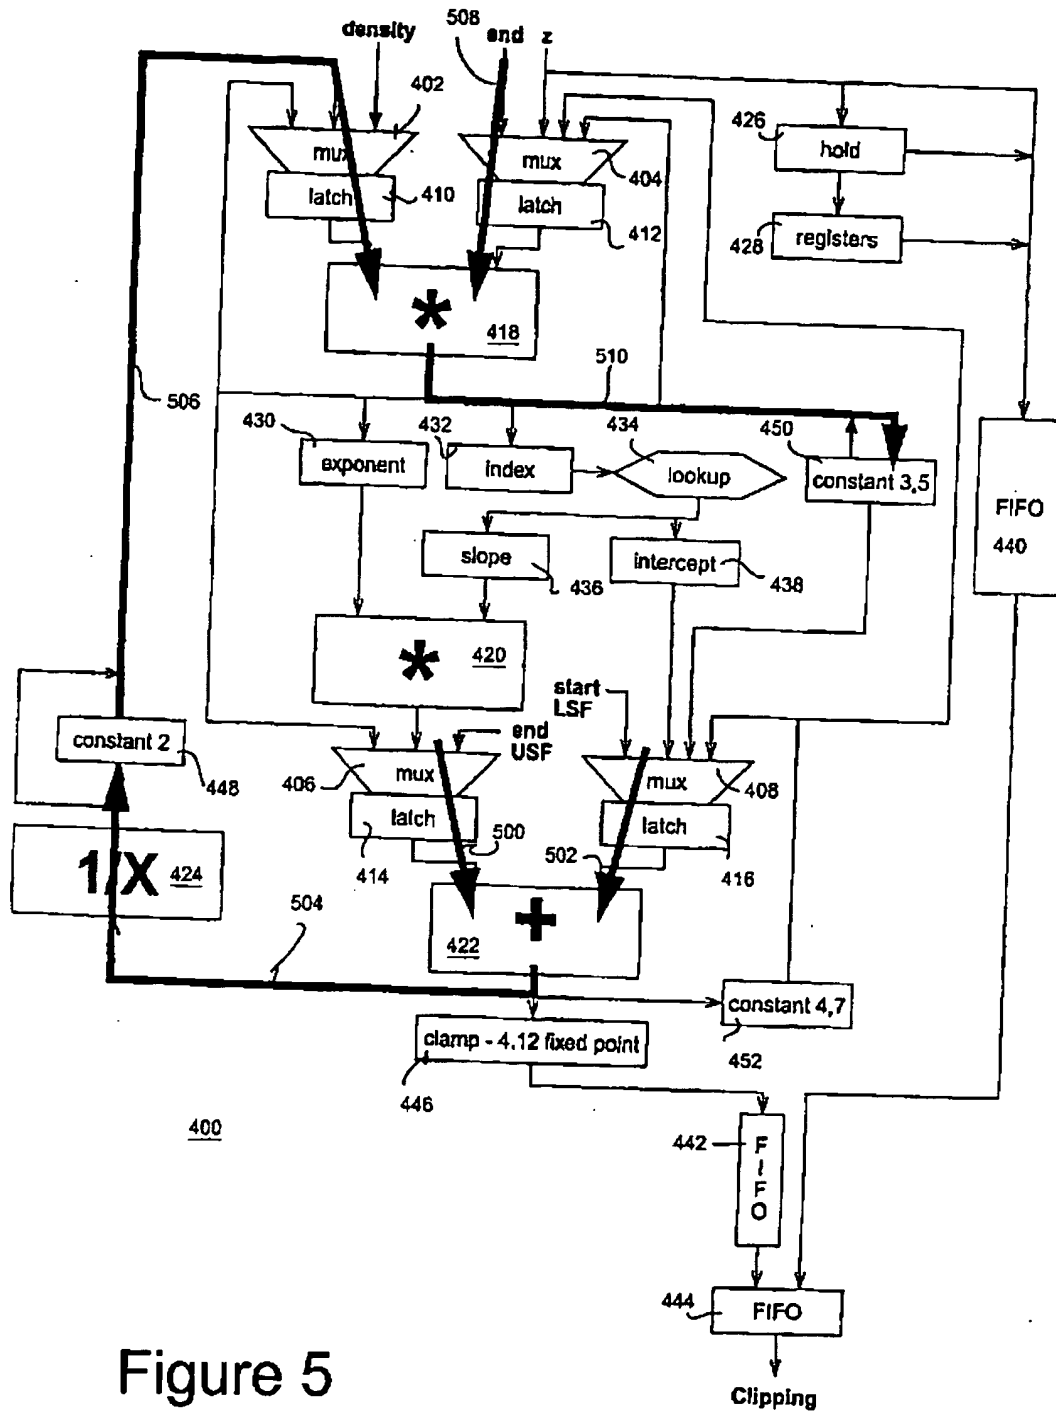 508
density
end z
402
mux
mux
404
426
hold
latch
410
latch
412
428
registers
*
418
506
510
430
432
434
450
exponent
index
lookup
constant 3,5
FIFO
440
slope
436
intercept
438
*
420
start
LSF
end
USF
constant 2
448
406
mux
mux
408
latch
latch
500
502
414
416
1/X
424
504
+
422
constant 4,7
452
clamp - 4.12 fixed point
446
400
442
F
I
F
O
444
FIFO
Clipping
Figure 5